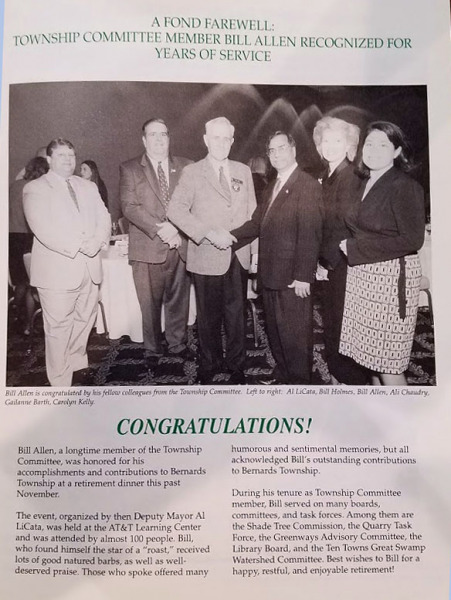 A FOND FAREWELL:
TOWNSHIP COMMITTEE MEMBER BILL ALLEN RECOGNIZED FOR
YEARS OF SERVICE
Bill Allen is congratulated by his fellow colleagues from the Township Committee. Left to right: Al LiCata, Bill Holmes, Bill Allen, Ali Chaudry,
Gailanne Barth, Carolyn Kelly.
CONGRATULATIONS!
Bill Allen, a longtime member of the Township
Committee, was honored for his
accomplishments and contributions to Bernards
Township at a retirement dinner this past
November.
The event, organized by then Deputy Mayor Al
LiCata, was held at the AT&T Learning Center
and was attended by almost 100 people. Bill,
who found himself the star of a "roast," received
lots of good natured barbs, as well as well-
deserved praise. Those who spoke offered many
humorous and sentimental memories, but all
acknowledged Bill's outstanding contributions
to Bernards Township.
During his tenure as Township Committee
member, Bill served on many boards,
committees, and task forces. Among them are
the Shade Tree Commission, the Quarry Task
Force, the Greenways Advisory Committee, the
Library Board, and the Ten Towns Great Swamp
Watershed Committee. Best wishes to Bill for a
happy, restful, and enjoyable retirement!